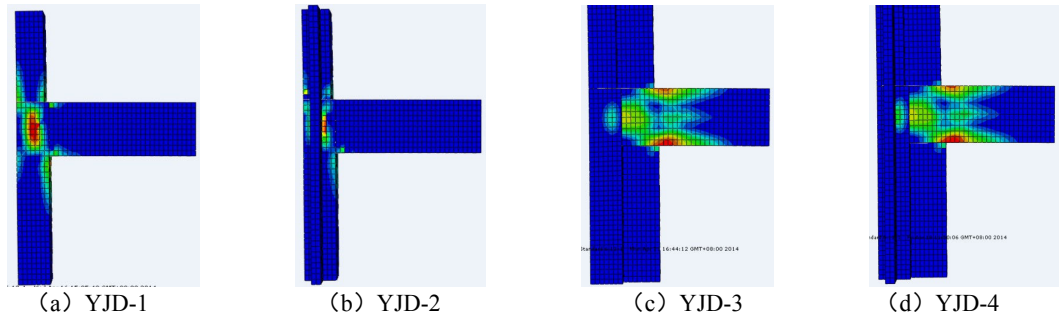 16:44:12 GMT+08:00 2014
06 GMT+08:00 2014
（a）YJD-1
（b）YJD-2
（c）YJD-3
（d）YJD-4